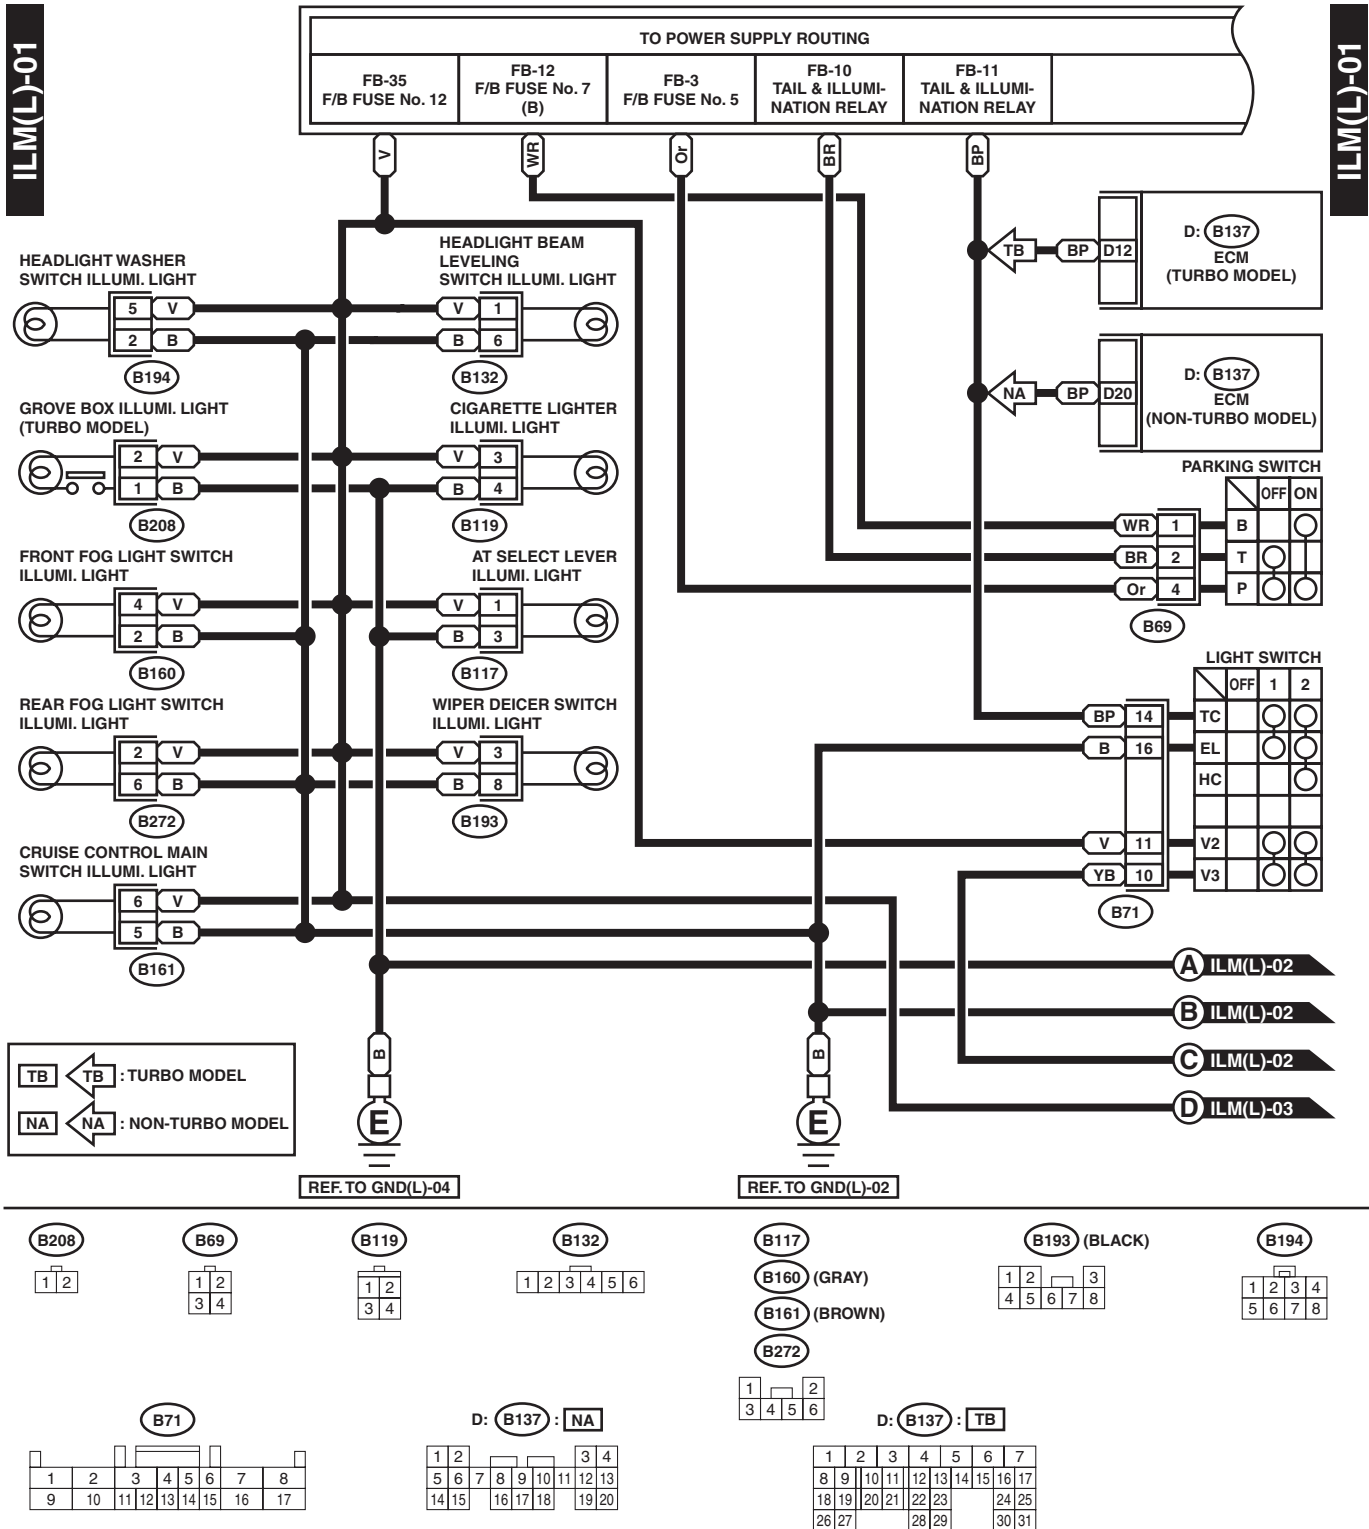 ILM(L)-01
ILM(L)-01
TO POWER SUPPLY ROUTING
FB-35
F/B FUSE No. 12
FB-12
F/B FUSE No. 7
(B)
FB-3
F/B FUSE No. 5
FB-10
TAIL & ILLUMI-
NATION RELAY
FB-11
TAIL & ILLUMI-
NATION RELAY
V
WR
Or
BR
BP
TB
BP
D12
D: B137
ECM
(TURBO MODEL)
NA
BP
D20
D: B137
ECM
(NON-TURBO MODEL)
HEADLIGHT WASHER
SWITCH ILLUMI. LIGHT
5 V
2 B
B194
HEADLIGHT BEAM
LEVELING
SWITCH ILLUMI. LIGHT
V 1
B 6
B132
GROVE BOX ILLUMI. LIGHT
(TURBO MODEL)
2 V
1 B
B208
CIGARETTE LIGHTER
ILLUMI. LIGHT
V 3
B 4
B119
FRONT FOG LIGHT SWITCH
ILLUMI. LIGHT
4 V
2 B
B160
AT SELECT LEVER
ILLUMI. LIGHT
V 1
B 3
B117
REAR FOG LIGHT SWITCH
ILLUMI. LIGHT
2 V
6 B
B272
WIPER DEICER SWITCH
ILLUMI. LIGHT
V 3
B 8
B193
CRUISE CONTROL MAIN
SWITCH ILLUMI. LIGHT
6 V
5 B
B161
PARKING SWITCH
OFF ON
WR 1 B
BR 2 T
Or 4 P
B69
LIGHT SWITCH
OFF 1 2
BP 14 TC
B 16 EL
HC
V 11 V2
YB 10 V3
B71
A ILM(L)-02
B ILM(L)-02
C ILM(L)-02
D ILM(L)-03
TB TB : TURBO MODEL
NA NA : NON-TURBO MODEL
B
E
REF. TO GND(L)-04
B
E
REF. TO GND(L)-02
B208
1 2
B69
1 2
3 4
B119
1 2
3 4
B132
1 2 3 4 5 6
B117
B160 (GRAY)
B161 (BROWN)
B272
1 2
3 4 5 6
B193 (BLACK)
1 2 3
4 5 6 7 8
B194
1 2 3 4
5 6 7 8
B71
1 2 3 4 5 6 7 8
9 10 11 12 13 14 15 16 17
D: B137 : NA
1 2 3 4
5 6 7 8 9 10 11 12 13
14 15 16 17 18 19 20
D: B137 : TB
1 2 3 4 5 6 7
8 9 10 11 12 13 14 15 16 17
18 19 20 21 22 23 24 25
26 27 28 29 30 31